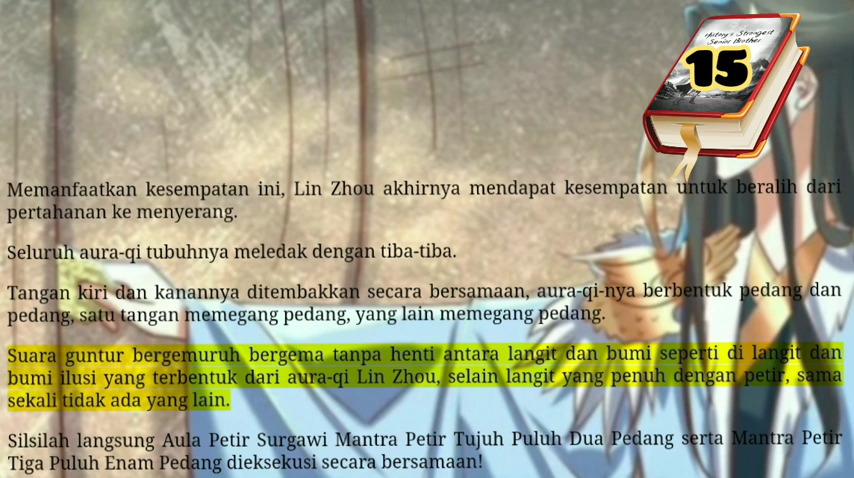 History's Strongest
Senior Brother
15
Memanfaatkan kesempatan ini, Lin Zhou akhirnya mendapat kesempatan untuk beralih dari
pertahanan ke menyerang.
Seluruh aura-qi tubuhnya meledak dengan tiba-tiba.
Tangan kiri dan kanannya ditembakkan secara bersamaan, aura-qi-nya berbentuk pedang dan
pedang, satu tangan memegang pedang, yang lain memegang pedang.
Suara guntur bergemuruh bergema tanpa henti antara langit dan bumi seperti di langit dan
bumi ilusi yang terbentuk dari aura-qi Lin Zhou, selain langit yang penuh dengan petir, sama
sekali tidak ada yang lain.
Silsilah langsung Aula Petir Surgawi Mantra Petir Tujuh Puluh Dua Pedang serta Mantra Petir
Tiga Puluh Enam Pedang dieksekusi secara bersamaan!